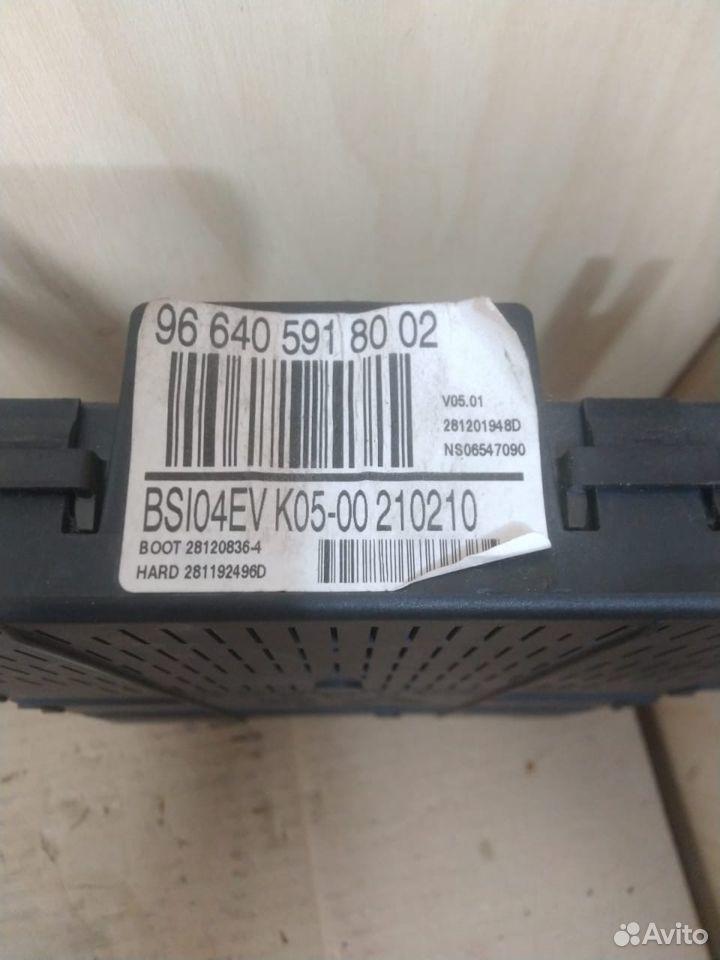 96 640 591 80 02
V05.01
281201948D
NS06547090
BSI04EV K05-00 210210
BOOT 28120836-4
HARD 281192496D
Avito